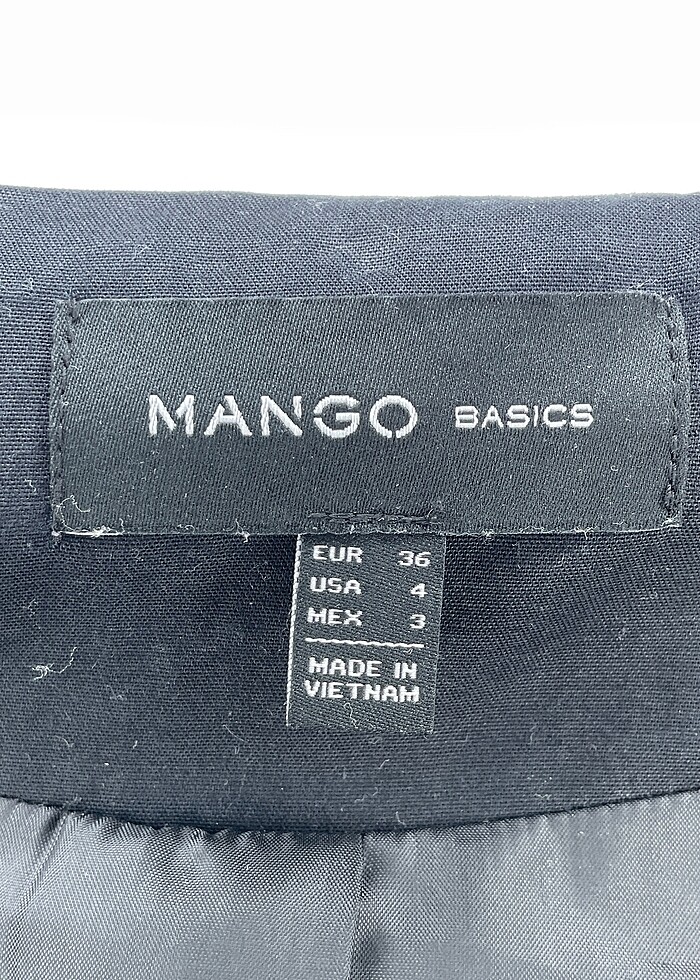 MANGO BASICS
EUR 36
USA 4
MEX 3
MADE IN
VIETNAM